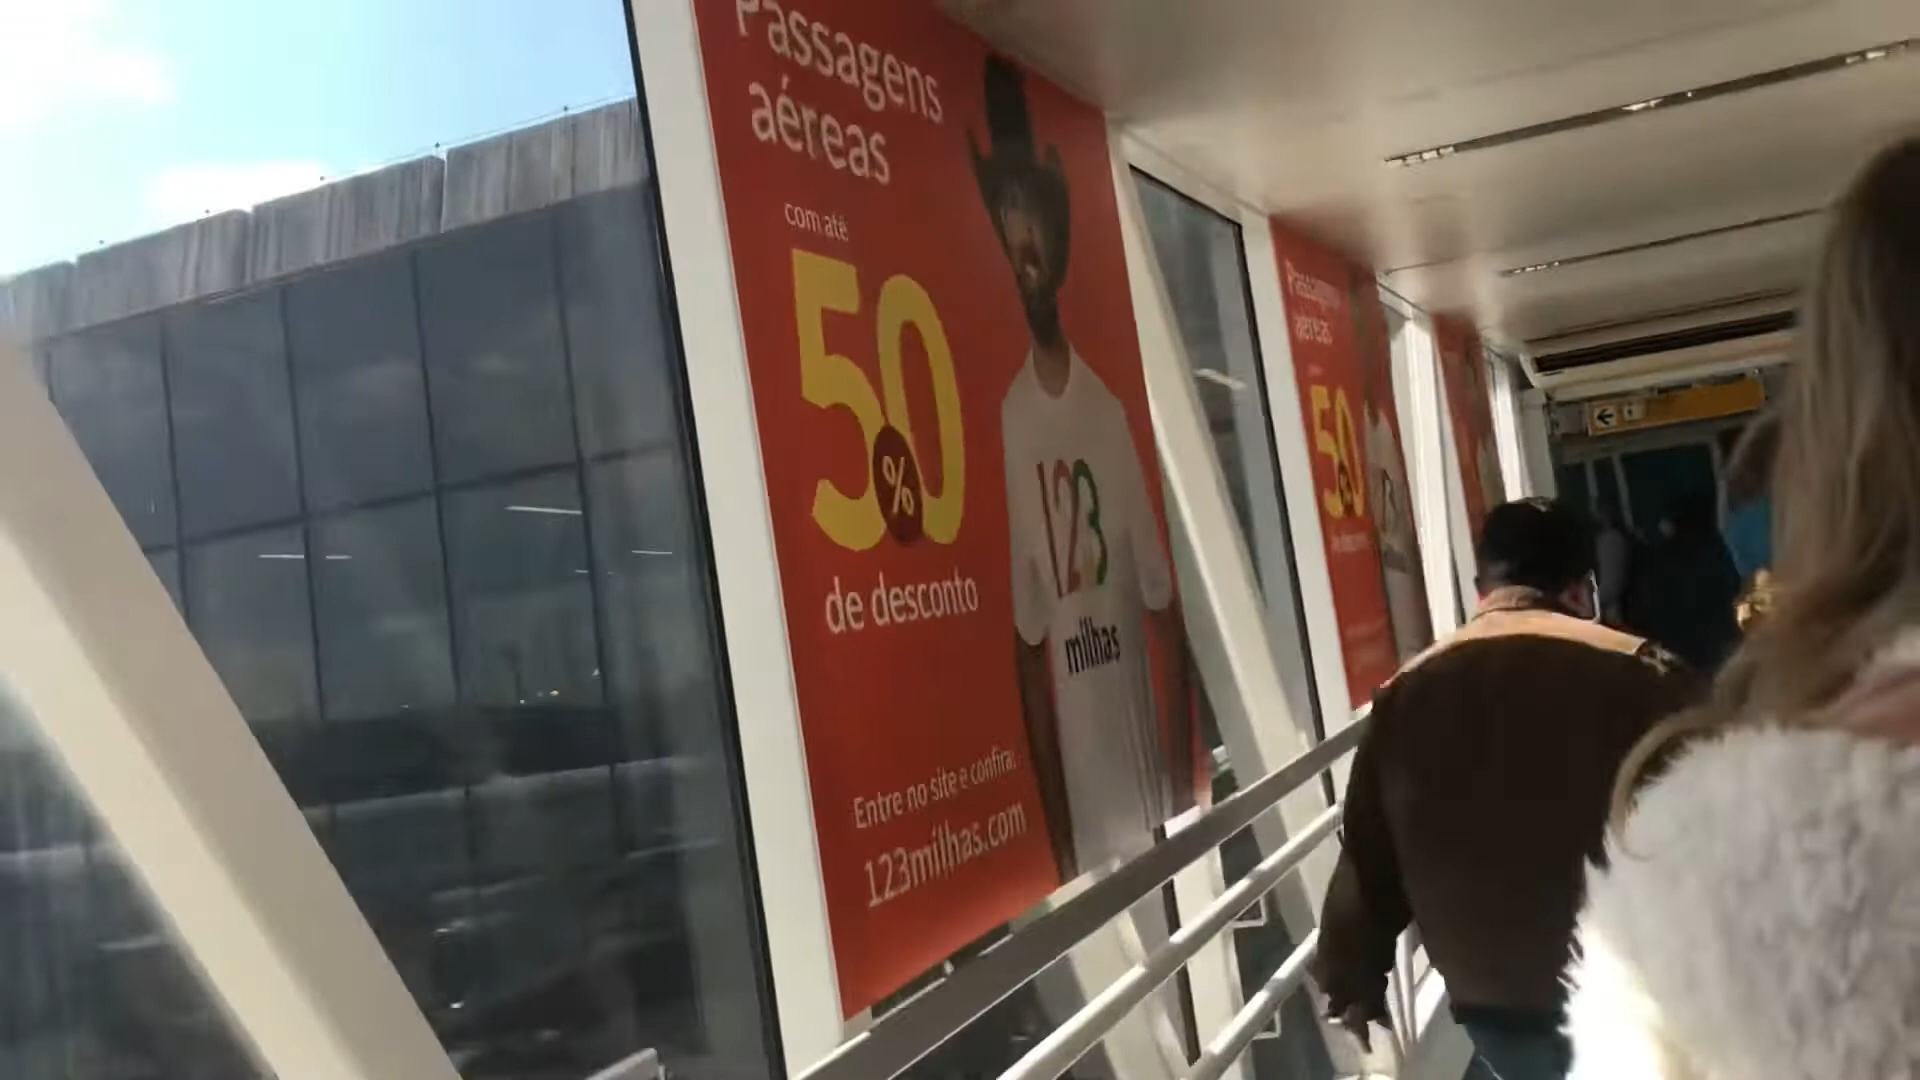 Passagens
aéreas
com até
50
%
de desconto
Entre no site e confira:
123milhas.com
123
milhas
Passagens
aéreas
50